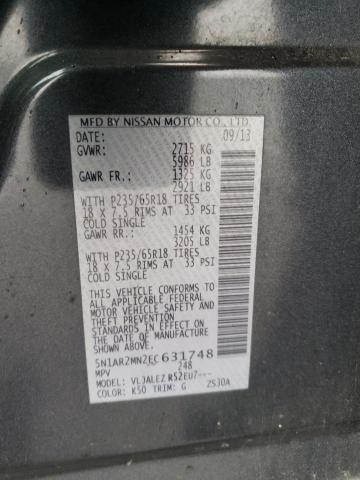 MFD BY NISSAN MOTOR CO., LTD.
DATE: 09/13
GVWR: 2715 KG
5986 LB
GAWR FR.: 1325 KG
2921 LB
WITH P235/65R18 TIRES
18 X 7.5 RIMS AT 33 PSI
COLD SINGLE
GAWR RR.: 1454 KG
3205 LB
WITH P235/65R18 TIRES
18 X 7.5 RIMS AT 33 PSI
COLD SINGLE
THIS VEHICLE CONFORMS TO
ALL APPLICABLE FEDERAL
MOTOR VEHICLE SAFETY
STANDARDS IN EFFECT
AND THEFT PREVENTION
ON THE DATE OF
MANUFACTURE SHOWN ABOVE.
5N1AR2MN2EC631748
MPV 248
MODEL: VLJALEZ R52EU7---
COLOR: K50 TRIM: G ZS30A